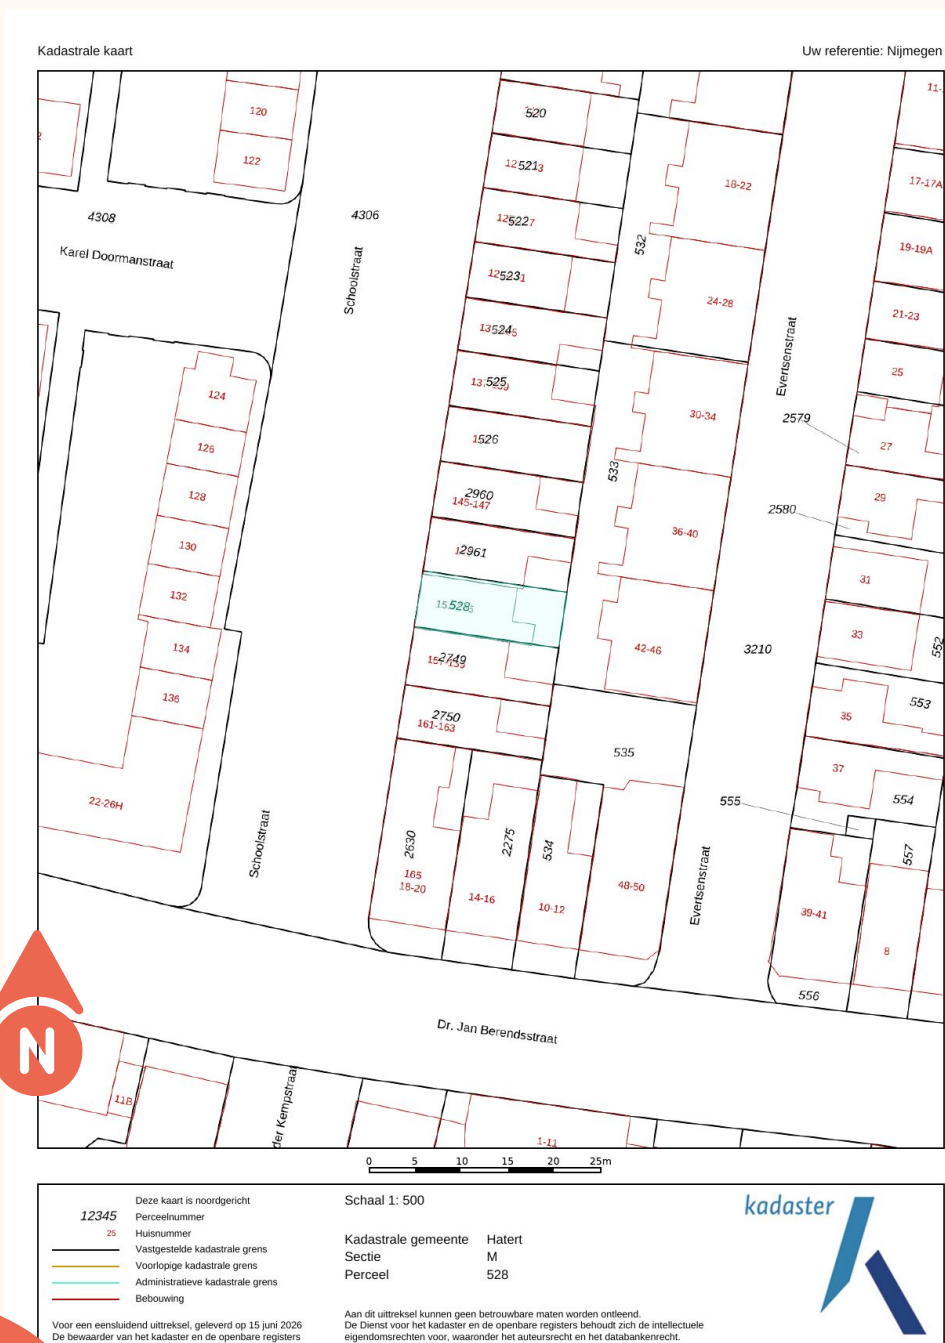 Kadastrale kaart
Uw referentie: Nijmegen
120
520
122
521
18-22
17-17A
4308
4306
522
532
19-19A
Karel Doormanstraat
Schoolstraat
523
24-28
21-23
524
Evertsenstraat
25
124
525
30-34
2579
126
526
533
27
128
2960
145-147
29
2580
130
2961
36-40
31
132
528
33
134
2749
42-46
3210
552
136
2750
161-163
35
553
535
37
22-26H
555
554
Schoolstraat
2630
2275
534
557
165
18-20
14-16
10-12
48-50
Evertsenstraat
39-41
8
556
N
Dr. Jan Berendsstraat
11B
der Kempstraat
1-11
0 5 10 15 20 25m
Deze kaart is noordgericht
12345 Perceelnummer
25 Huisnummer
Vastgestelde kadastrale grens
Voorlopige kadastrale grens
Administratieve kadastrale grens
Bebouwing
Voor een eensluidend uittreksel, geleverd op 15 juni 2026
De bewaarder van het kadaster en de openbare registers
Schaal 1: 500
Kadastrale gemeente Hatert
Sectie M
Perceel 528
Aan dit uittreksel kunnen geen betrouwbare maten worden ontleend.
De Dienst voor het kadaster en de openbare registers behoudt zich de intellectuele
eigendomsrechten voor, waaronder het auteursrecht en het databankenrecht.
kadaster